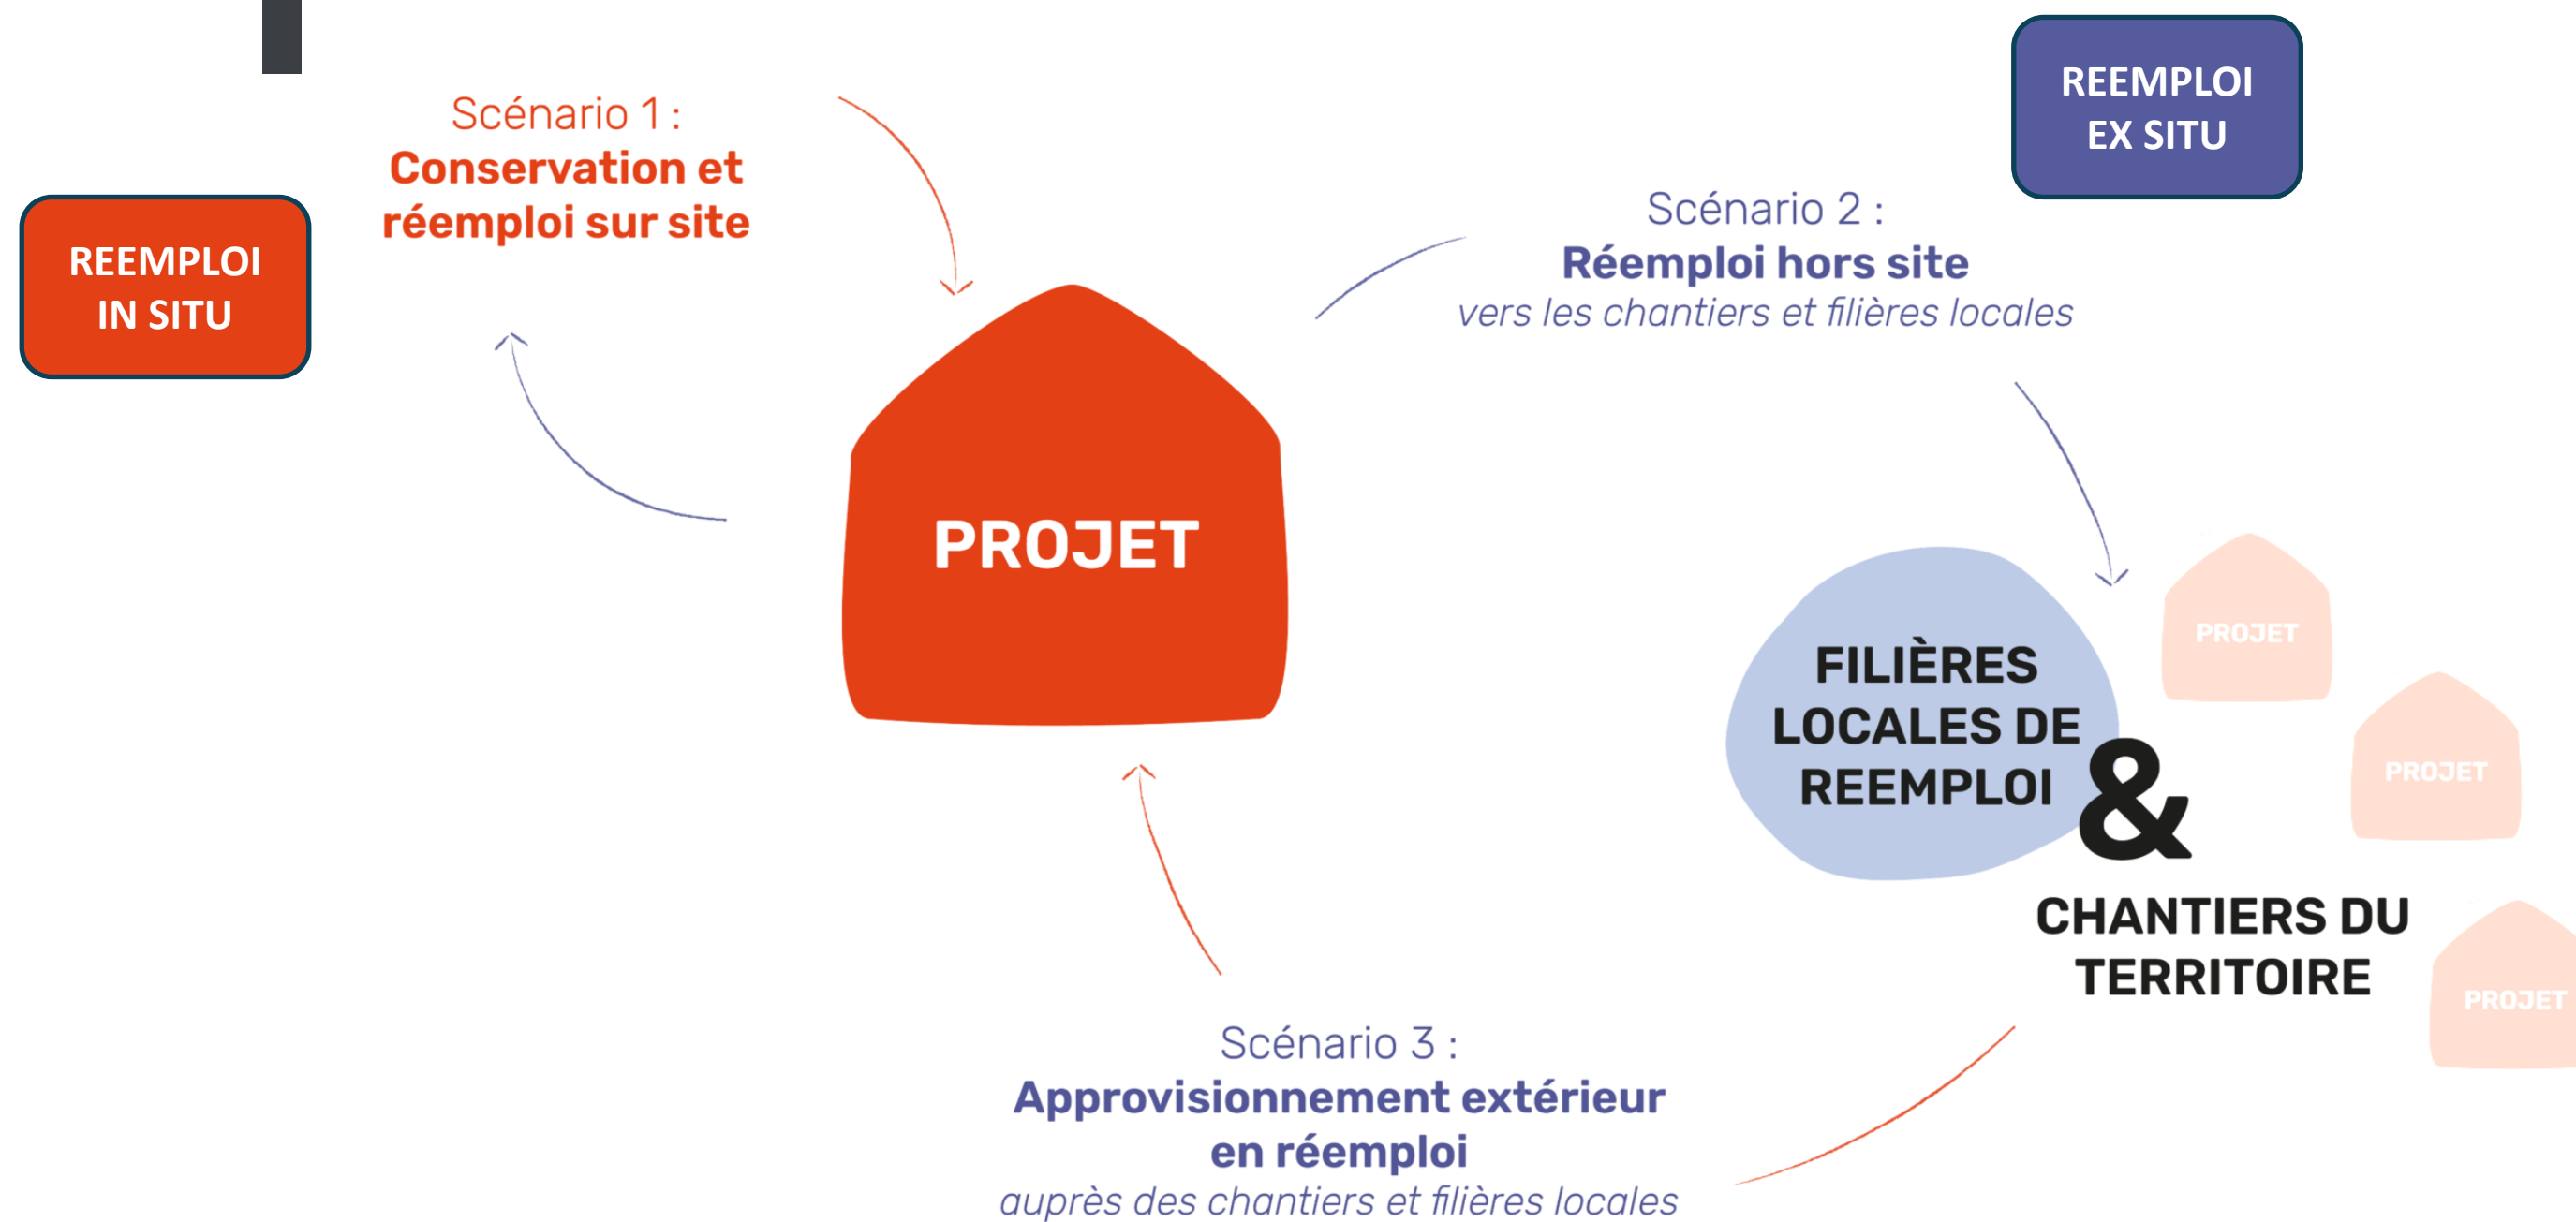 REEMPLOI
IN SITU
Scénario 1 :
Conservation et
réemploi sur site
REEMPLOI
EX SITU
Scénario 2 :
Réemploi hors site
vers les chantiers et filières locales
PROJET
FILIÈRES
LOCALES DE
REEMPLOI
&
CHANTIERS DU
TERRITOIRE
PROJET
PROJET
PROJET
Scénario 3 :
Approvisionnement extérieur
en réemploi
auprès des chantiers et filières locales